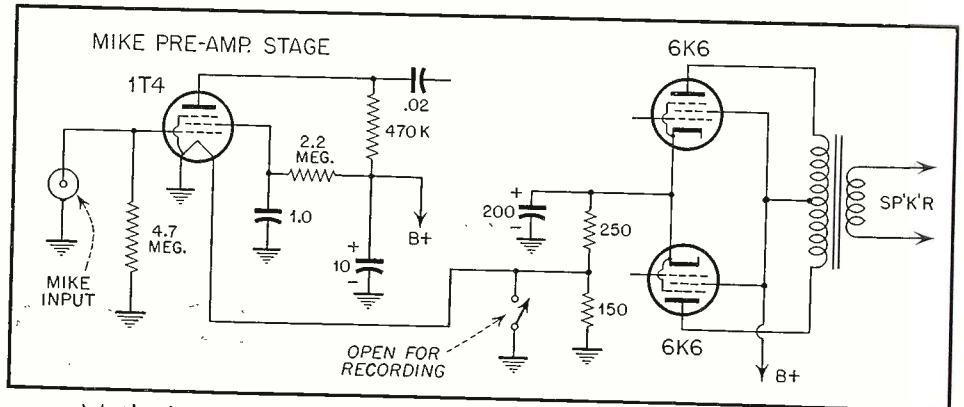 MIKE PRE-AMP. STAGE
1T4
6K6
.02
470 K
2.2
MEG.
4.7
MEG.
1.0
B+
+
10
-
MIKE
INPUT
+
200
-
250
150
SP'K'R
OPEN FOR
RECORDING
6K6
B+